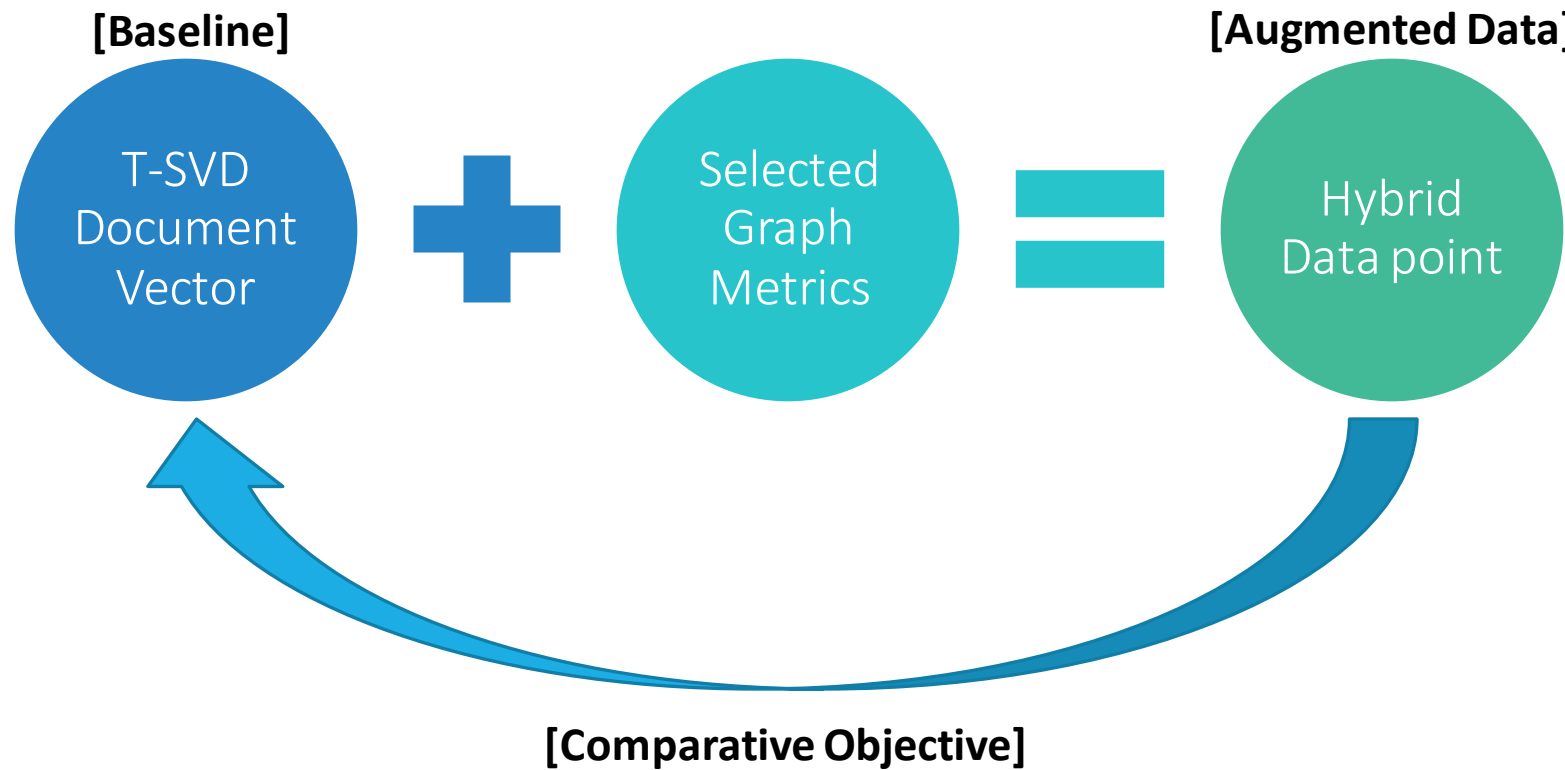 [Baseline]
[Augmented Data]
T-SVD
Document
Vector
Selected
Graph
Metrics
Hybrid
Data point
[Comparative Objective]